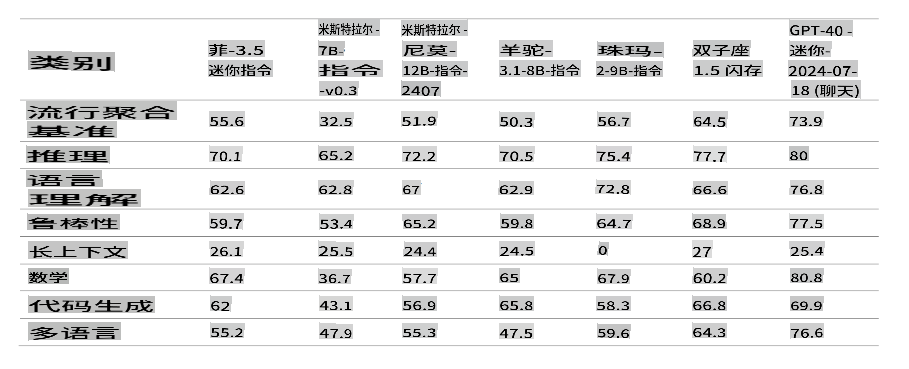 类别 菲-3.5 迷你指令 米斯特拉尔 - 7B- 指令 -v0.3 米斯特拉尔 - 尼莫- 12B-指令- 2407 羊驼- 3.1-8B-指令 珠玛- 2-9B-指令 双子座 1.5 闪存 GPT-40 - 迷你- 2024-07- 18 (聊天)
流行聚合基准 55.6 32.5 51.9 50.3 56.7 64.5 73.9
推理 70.1 65.2 72.2 70.5 75.4 77.7 80
语言理解 62.6 62.8 67 62.9 72.8 66.6 76.8
鲁棒性 59.7 53.4 65.2 59.8 64.7 68.9 77.5
长上下文 26.1 25.5 24.4 24.5 0 27 25.4
数学 67.4 36.7 57.7 65 67.9 60.2 80.8
代码生成 62 43.1 56.9 65.8 58.3 66.8 69.9
多语言 55.2 47.9 55.3 47.5 59.6 64.3 76.6